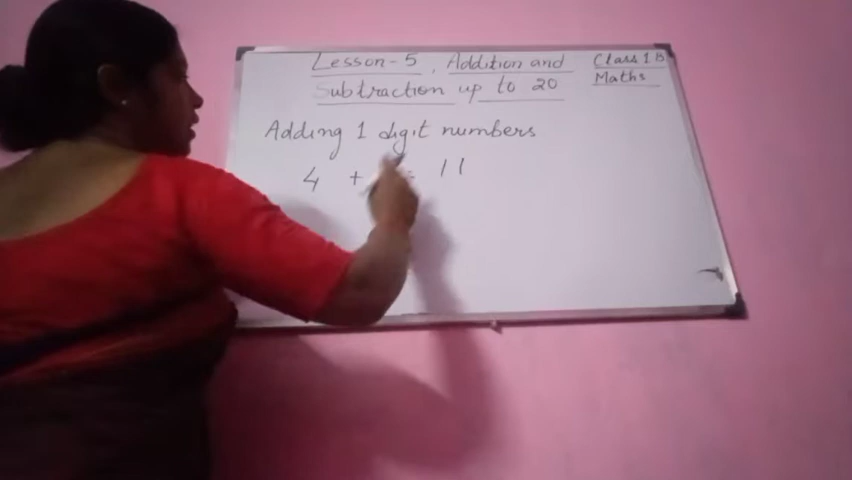 Lesson-5, Addition and
Subtraction up to 20
Class 1 B
Maths
Adding 1 digit numbers
4 + = 11